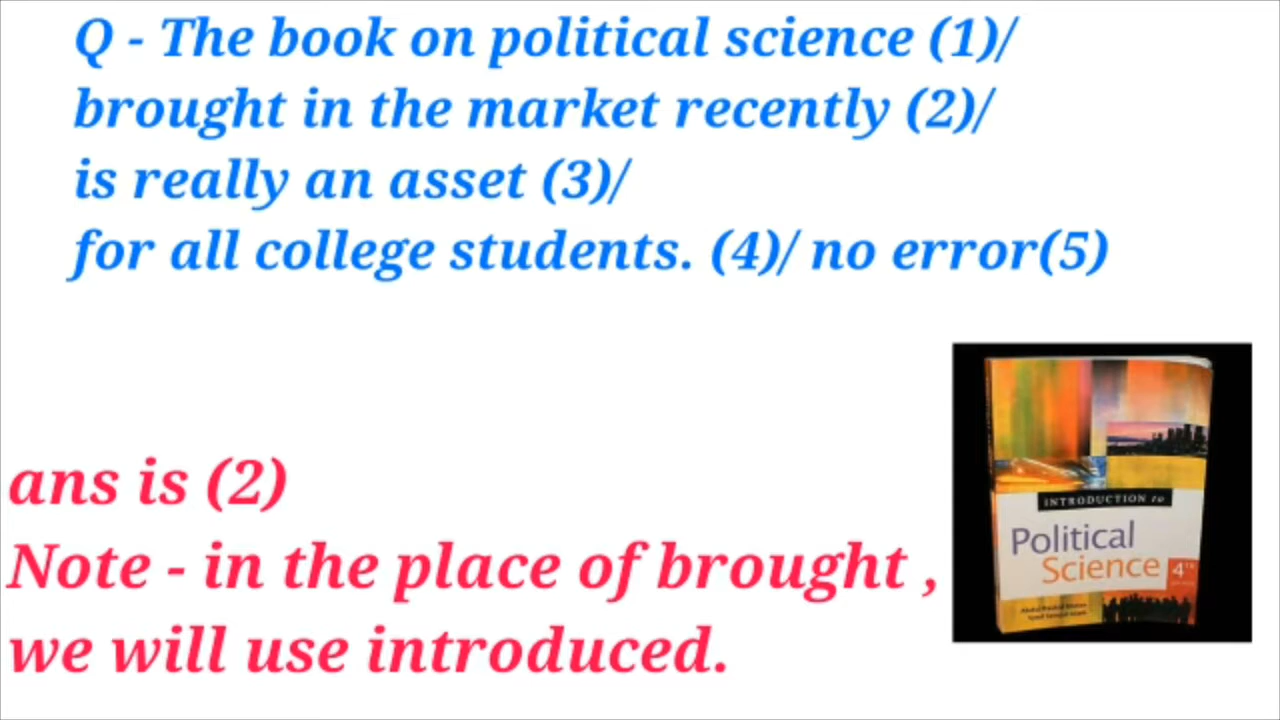 Q - The book on political science (1)/
brought in the market recently (2)/
is really an asset (3)/
for all college students. (4)/ no error(5)
ans is (2)
Note - in the place of brought ,
we will use introduced.
INTRODUCTION to
Political
Science
4TH